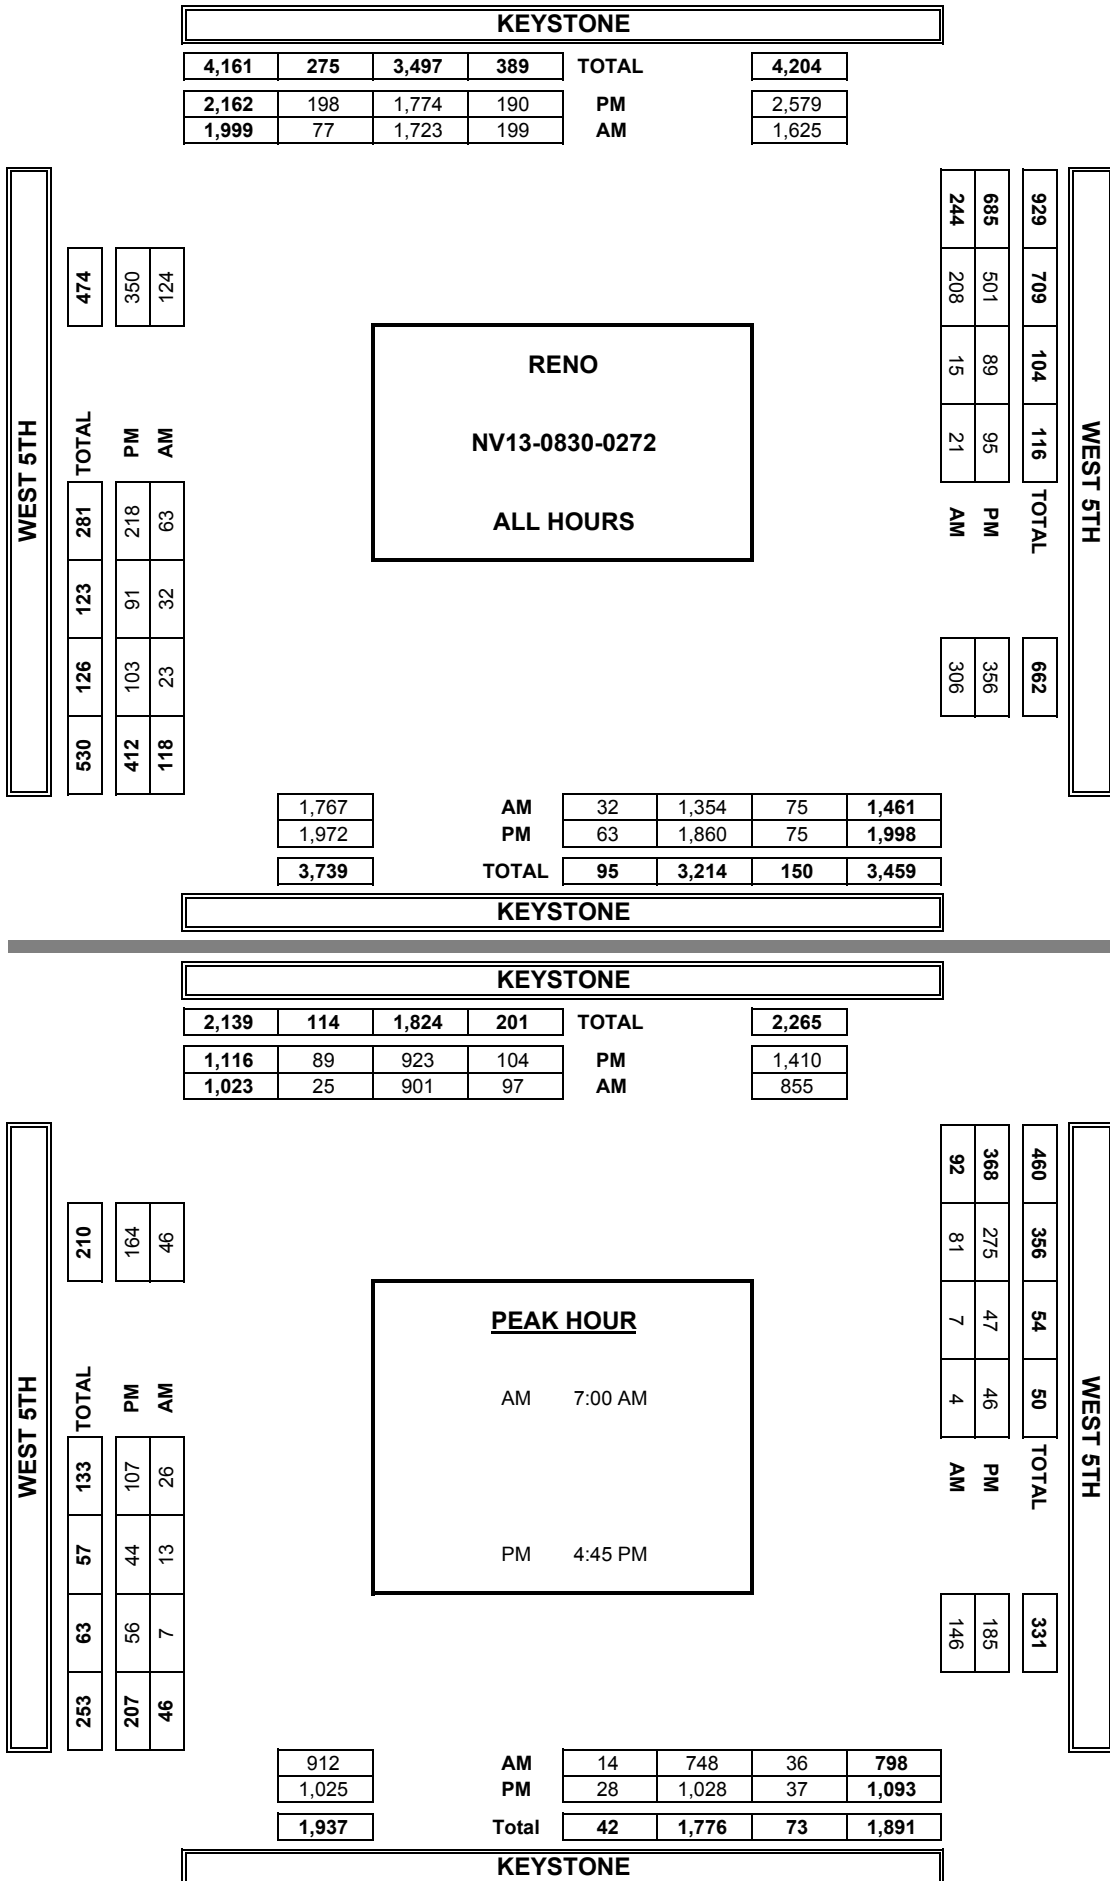 KEYSTONE
4,161 275 3,497 389 TOTAL 4,204
2,162 198 1,774 190 PM 2,579
1,999 77 1,723 199 AM 1,625
WEST 5TH
474 TOTAL 281 123 126 530
350 PM 218 91 103 412
124 AM 63 32 23 118
RENO
NV13-0830-0272
ALL HOURS
244 208 15 21 AM 306
685 501 89 95 PM 356
929 709 104 116 TOTAL 662
WEST 5TH
1,767 AM 32 1,354 75 1,461
1,972 PM 63 1,860 75 1,998
3,739 TOTAL 95 3,214 150 3,459
KEYSTONE
KEYSTONE
2,139 114 1,824 201 TOTAL 2,265
1,116 89 923 104 PM 1,410
1,023 25 901 97 AM 855
WEST 5TH
210 TOTAL 133 57 63 253
164 PM 107 44 56 207
46 AM 26 13 7 46
PEAK HOUR
AM 7:00 AM
PM 4:45 PM
92 81 7 4 AM 146
368 275 47 46 PM 185
460 356 54 50 TOTAL 331
WEST 5TH
912 AM 14 748 36 798
1,025 PM 28 1,028 37 1,093
1,937 Total 42 1,776 73 1,891
KEYSTONE